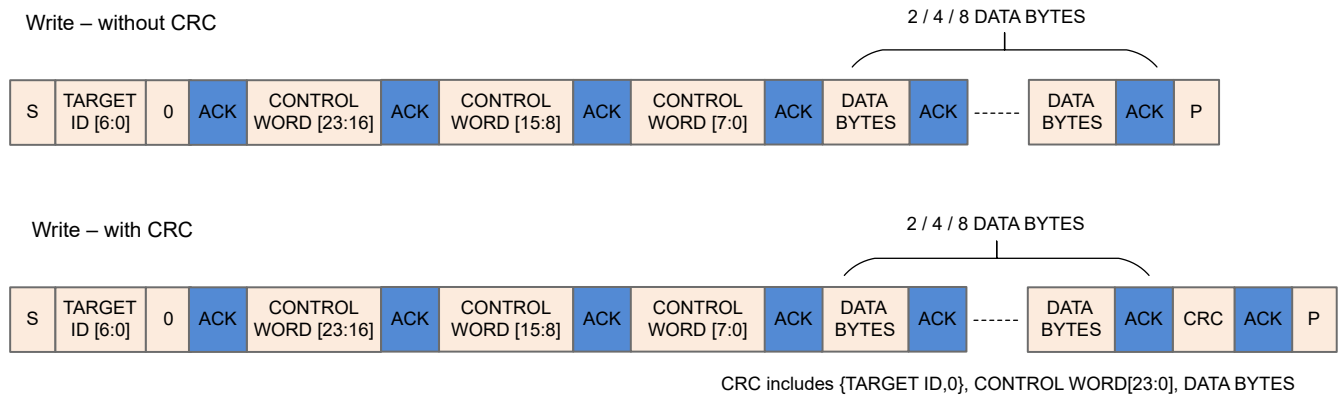 Write – without CRC
2 / 4 / 8 DATA BYTES
S TARGET ID [6:0] 0 ACK CONTROL WORD [23:16] ACK CONTROL WORD [15:8] ACK CONTROL WORD [7:0] ACK DATA BYTES ACK ------ DATA BYTES ACK P
Write – with CRC
2 / 4 / 8 DATA BYTES
S TARGET ID [6:0] 0 ACK CONTROL WORD [23:16] ACK CONTROL WORD [15:8] ACK CONTROL WORD [7:0] ACK DATA BYTES ACK ------ DATA BYTES ACK CRC ACK P
CRC includes {TARGET ID,0}, CONTROL WORD[23:0], DATA BYTES